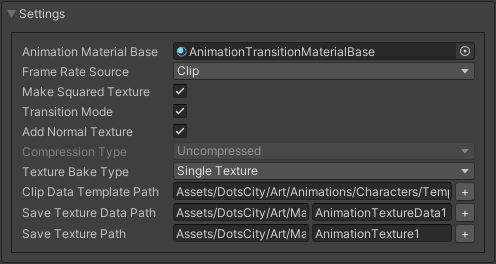 Settings
Animation Material Base AnimationTransitionMaterialBase
Frame Rate Source Clip
Make Squared Texture
Transition Mode
Add Normal Texture
Compression Type Uncompressed
Texture Bake Type Single Texture
Clip Data Template Path Assets/DotsCity/Art/Animations/Characters/Temp +
Save Texture Data Path Assets/DotsCity/Art/Ma AnimationTextureData1 +
Save Texture Path Assets/DotsCity/Art/Ma AnimationTexture1 +